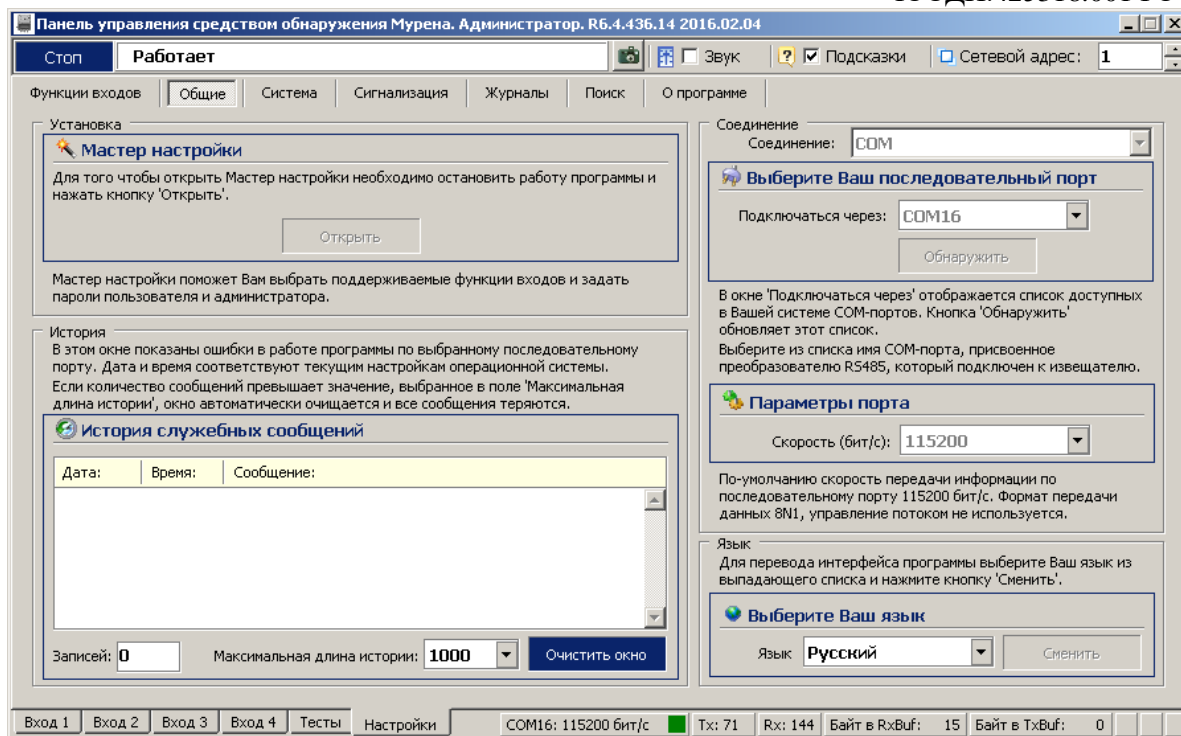 Панель управления средством обнаружения Мурена. Администратор. R6.4.436.14 2016.02.04
Стоп Работает Звук Подсказки Сетевой адрес: 1
Функции входов Общие Система Сигнализация Журналы Поиск О программе
Установка
Мастер настройки
Для того чтобы открыть Мастер настройки необходимо остановить работу программы и
нажать кнопку 'Открыть'.
Открыть
Мастер настройки поможет Вам выбрать поддерживаемые функции входов и задать
пароли пользователя и администратора.
История
В этом окне показаны ошибки в работе программы по выбранному последовательному
порту. Дата и время соответствуют текущим настройкам операционной системы.
Если количество сообщений превышает значение, выбранное в поле 'Максимальная
длина истории', окно автоматически очищается и все сообщения теряются.
История служебных сообщений
Дата: Время: Сообщение:
Записей: 0 Максимальная длина истории: 1000 Очистить окно
Соединение
Соединение: COM
Выберите Ваш последовательный порт
Подключаться через: COM16
Обнаружить
В окне 'Подключаться через' отображается список доступных
в Вашей системе COM-портов. Кнопка 'Обнаружить'
обновляет этот список.
Выберите из списка имя COM-порта, присвоенное
преобразователю RS485, который подключен к извещателю.
Параметры порта
Скорость (бит/с): 115200
По-умолчанию скорость передачи информации по
последовательному порту 115200 бит/с. Формат передачи
данных 8N1, управление потоком не используется.
Язык
Для перевода интерфейса программы выберите Ваш язык из
выпадающего списка и нажмите кнопку 'Сменить'.
Выберите Ваш язык
Язык Русский Сменить
Вход 1 Вход 2 Вход 3 Вход 4 Тесты Настройки COM16: 115200 бит/с Tx: 71 Rx: 144 Байт в RxBuf: 15 Байт в TxBuf: 0